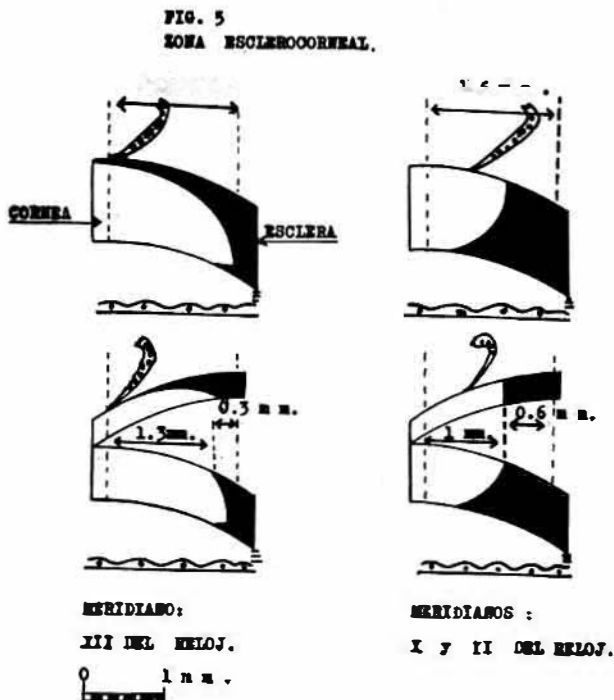 FIG. 5
ZONA ESCLEROCORNEAL.
CORNEA
ESCLERA
0.3 m m.
1.3mm.
0.6 m m.
1 mm
MERIDIANO:
XII DEL RELOJ.
MERIDIANOS :
X y II DEL RELOJ.
0 1 m m .